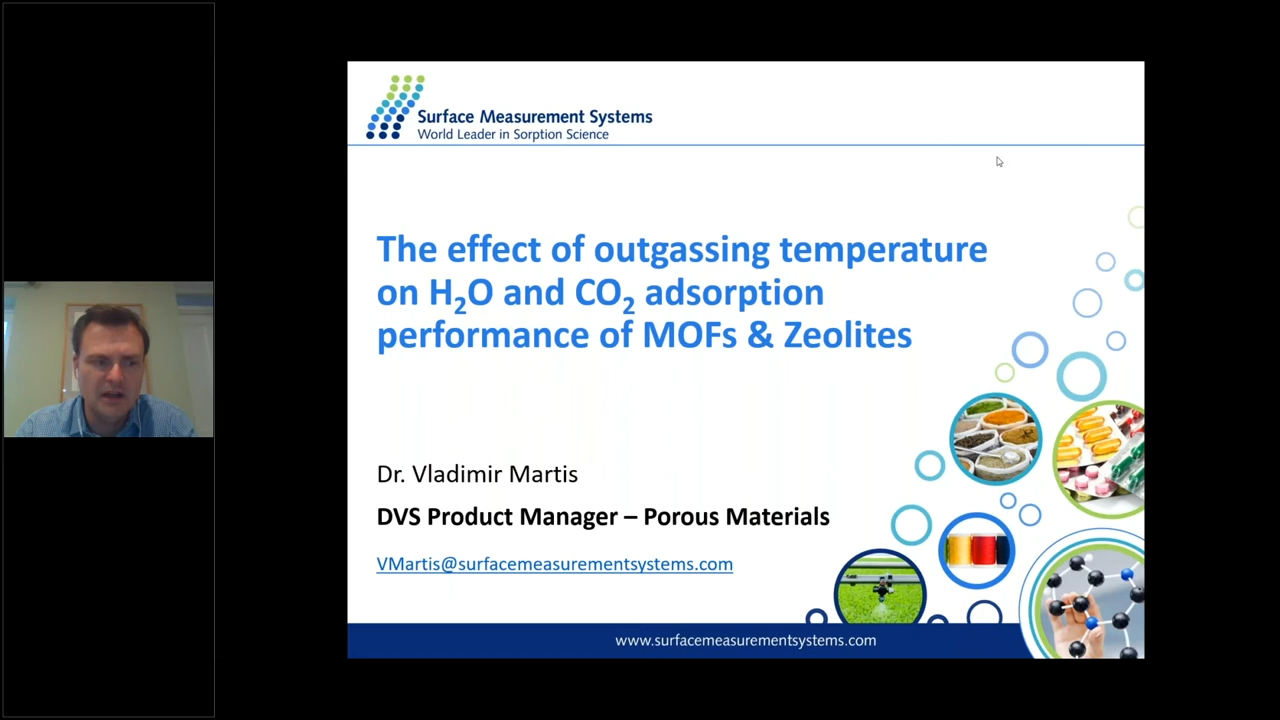 Surface Measurement Systems
World Leader in Sorption Science
The effect of outgassing temperature
on H₂O and CO₂ adsorption
performance of MOFs & Zeolites
Dr. Vladimir Martis
DVS Product Manager – Porous Materials
VMartis@surfacemeasurementsystems.com
www.surfacemeasurementsystems.com